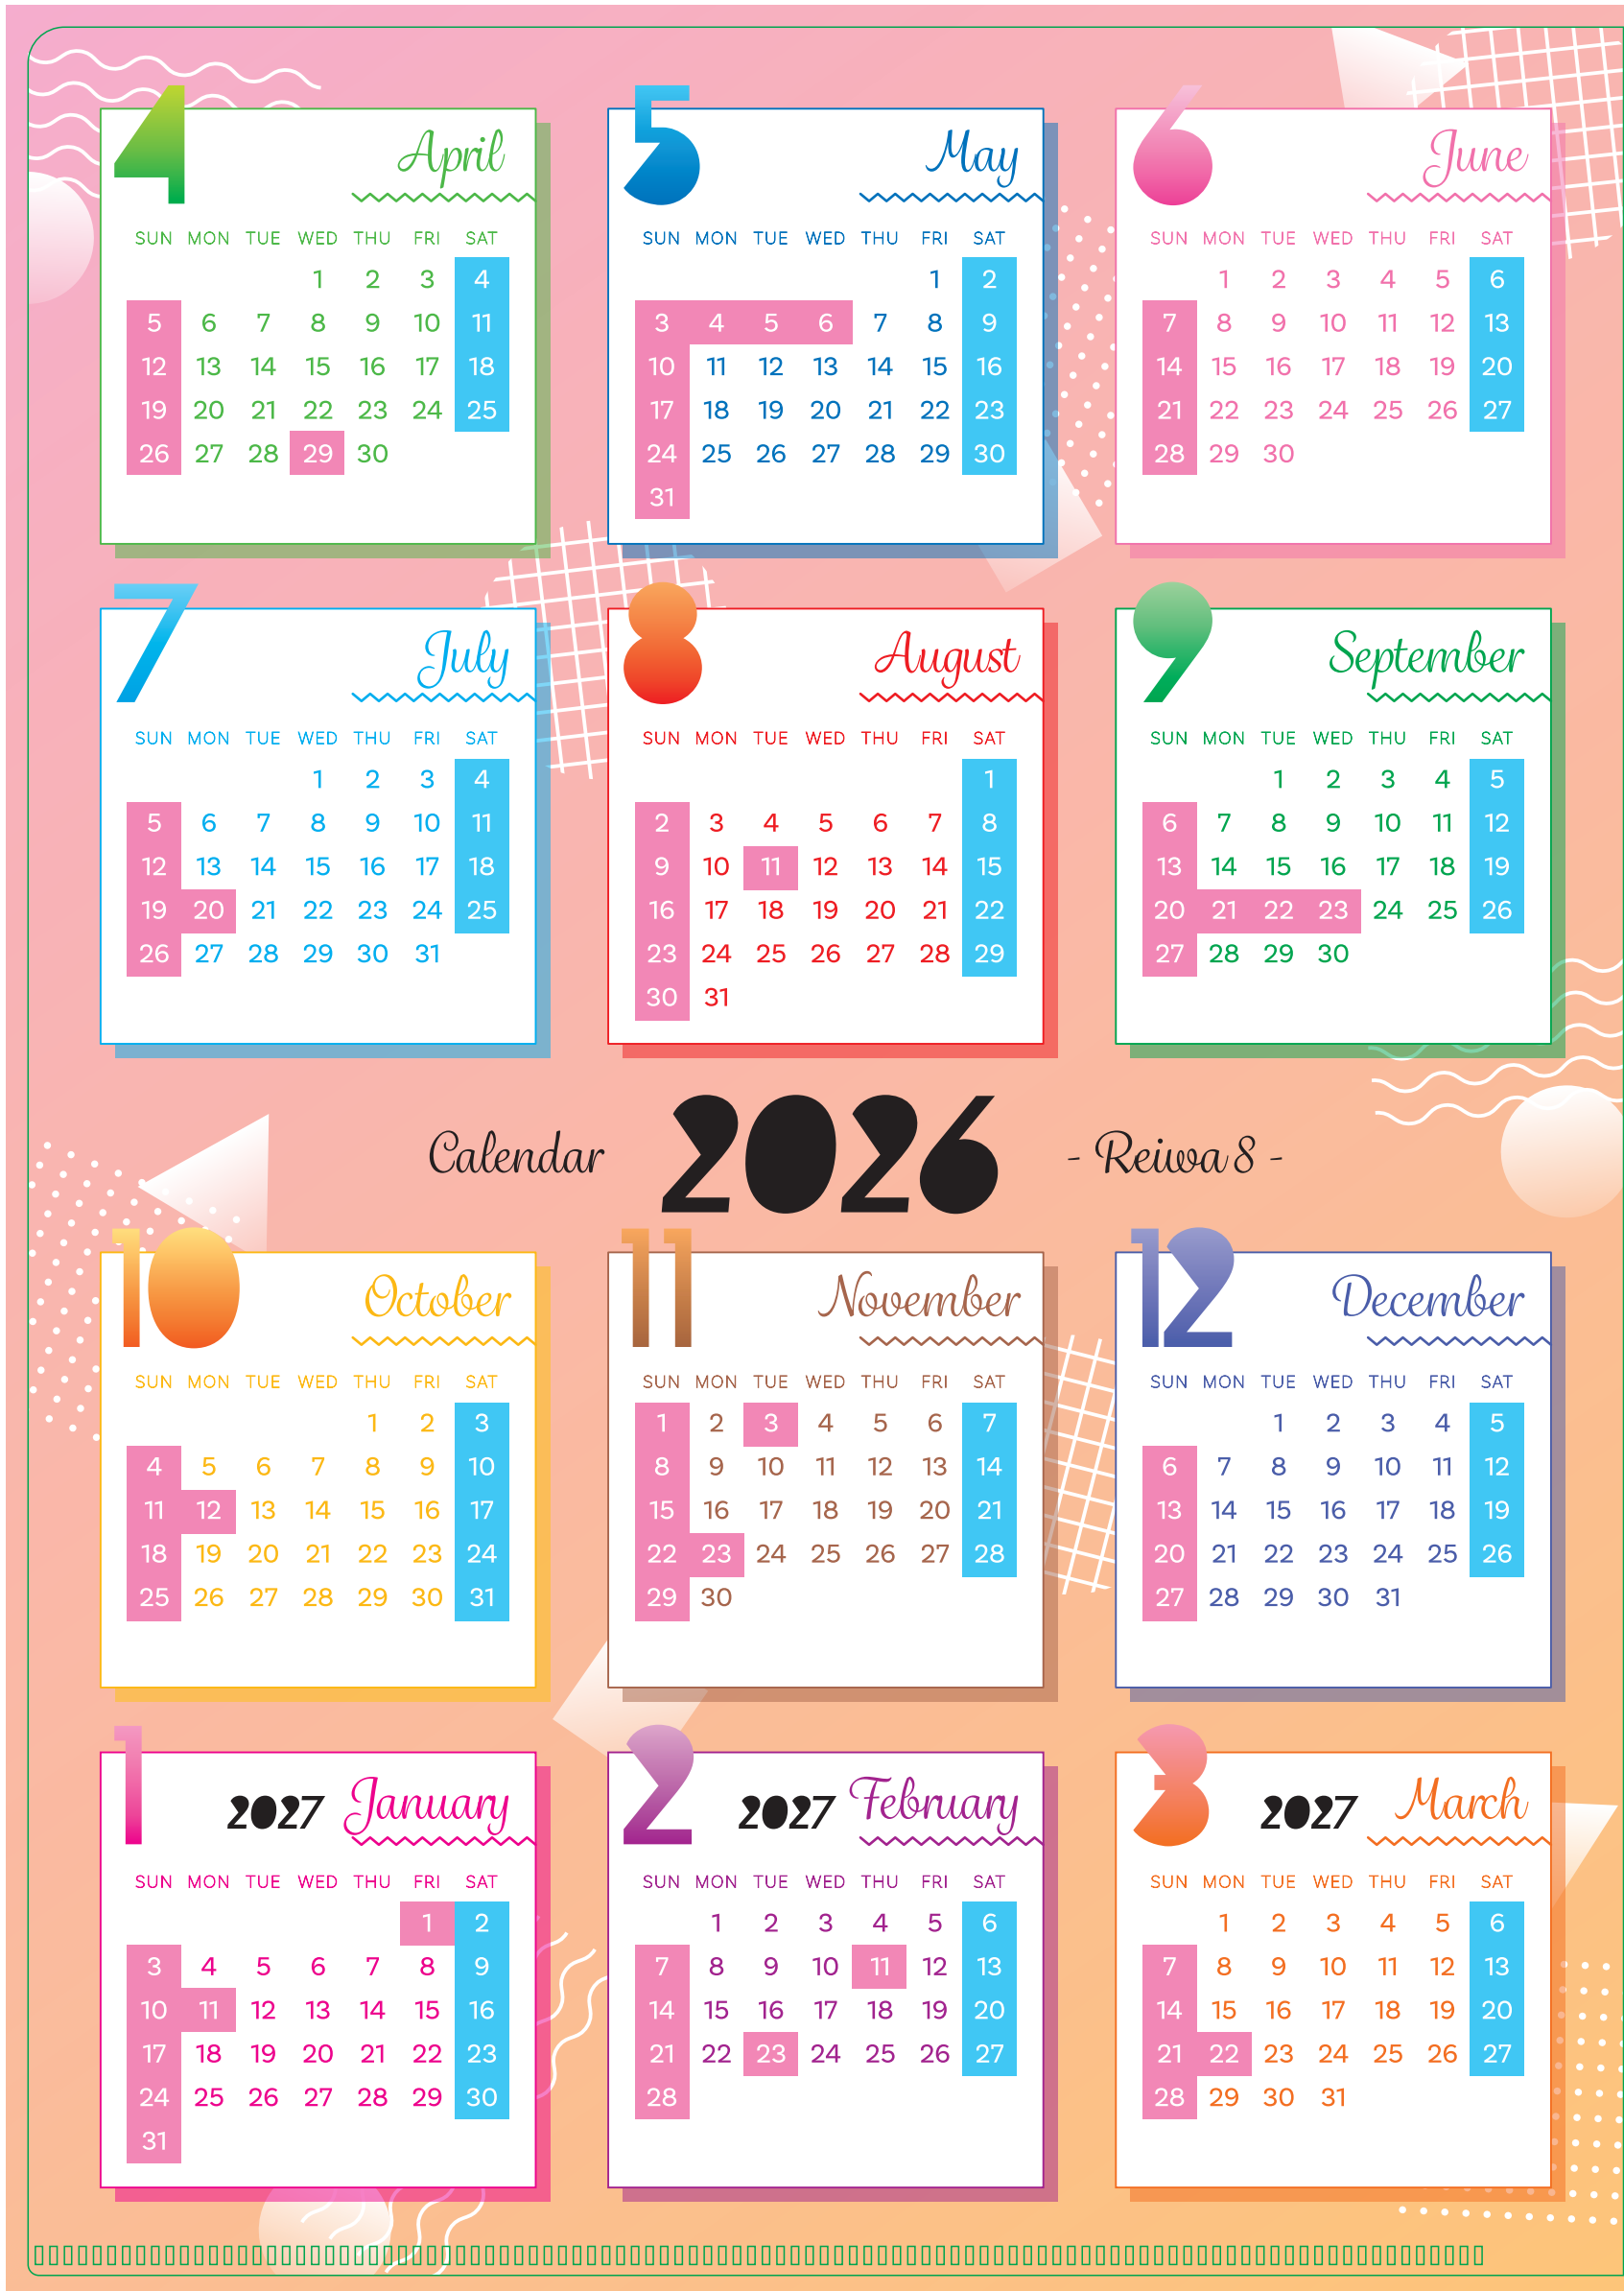 4 April
SUN MON TUE WED THU FRI SAT
1 2 3 4
5 6 7 8 9 10 11
12 13 14 15 16 17 18
19 20 21 22 23 24 25
26 27 28 29 30
5 May
SUN MON TUE WED THU FRI SAT
1 2
3 4 5 6 7 8 9
10 11 12 13 14 15 16
17 18 19 20 21 22 23
24 25 26 27 28 29 30
31
6 June
SUN MON TUE WED THU FRI SAT
1 2 3 4 5 6
7 8 9 10 11 12 13
14 15 16 17 18 19 20
21 22 23 24 25 26 27
28 29 30
7 July
SUN MON TUE WED THU FRI SAT
1 2 3 4
5 6 7 8 9 10 11
12 13 14 15 16 17 18
19 20 21 22 23 24 25
26 27 28 29 30 31
8 August
SUN MON TUE WED THU FRI SAT
1
2 3 4 5 6 7 8
9 10 11 12 13 14 15
16 17 18 19 20 21 22
23 24 25 26 27 28 29
30 31
9 September
SUN MON TUE WED THU FRI SAT
1 2 3 4 5
6 7 8 9 10 11 12
13 14 15 16 17 18 19
20 21 22 23 24 25 26
27 28 29 30
Calendar 2026 - Reiwa 8 -
10 October
SUN MON TUE WED THU FRI SAT
1 2 3
4 5 6 7 8 9 10
11 12 13 14 15 16 17
18 19 20 21 22 23 24
25 26 27 28 29 30 31
11 November
SUN MON TUE WED THU FRI SAT
1 2 3 4 5 6 7
8 9 10 11 12 13 14
15 16 17 18 19 20 21
22 23 24 25 26 27 28
29 30
12 December
SUN MON TUE WED THU FRI SAT
1 2 3 4 5
6 7 8 9 10 11 12
13 14 15 16 17 18 19
20 21 22 23 24 25 26
27 28 29 30 31
1 2027 January
SUN MON TUE WED THU FRI SAT
1 2
3 4 5 6 7 8 9
10 11 12 13 14 15 16
17 18 19 20 21 22 23
24 25 26 27 28 29 30
31
2 2027 February
SUN MON TUE WED THU FRI SAT
1 2 3 4 5 6
7 8 9 10 11 12 13
14 15 16 17 18 19 20
21 22 23 24 25 26 27
28
3 2027 March
SUN MON TUE WED THU FRI SAT
1 2 3 4 5 6
7 8 9 10 11 12 13
14 15 16 17 18 19 20
21 22 23 24 25 26 27
28 29 30 31